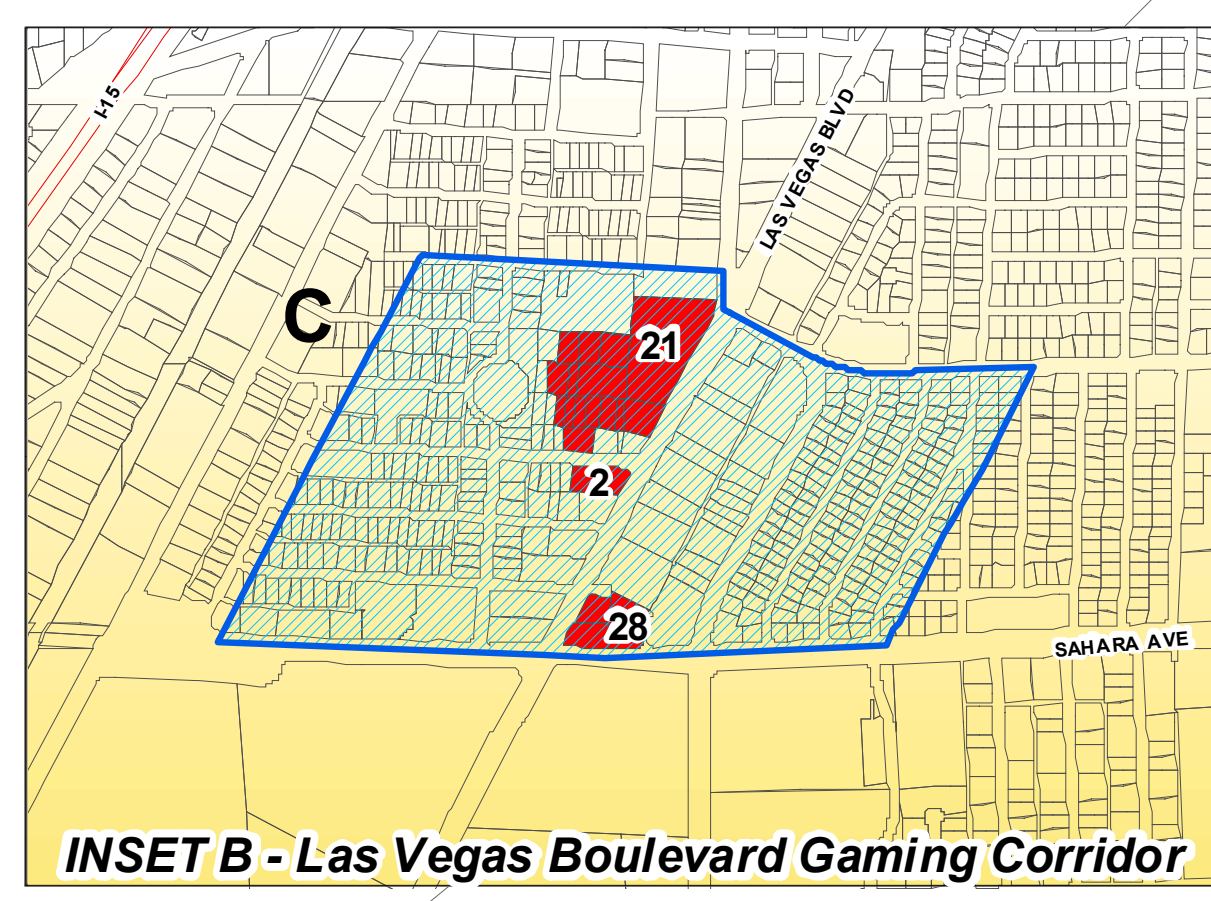 I-15
LAS VEGAS BLVD
C
21
2
28
SAHARA AVE
INSET B - Las Vegas Boulevard Gaming Corridor